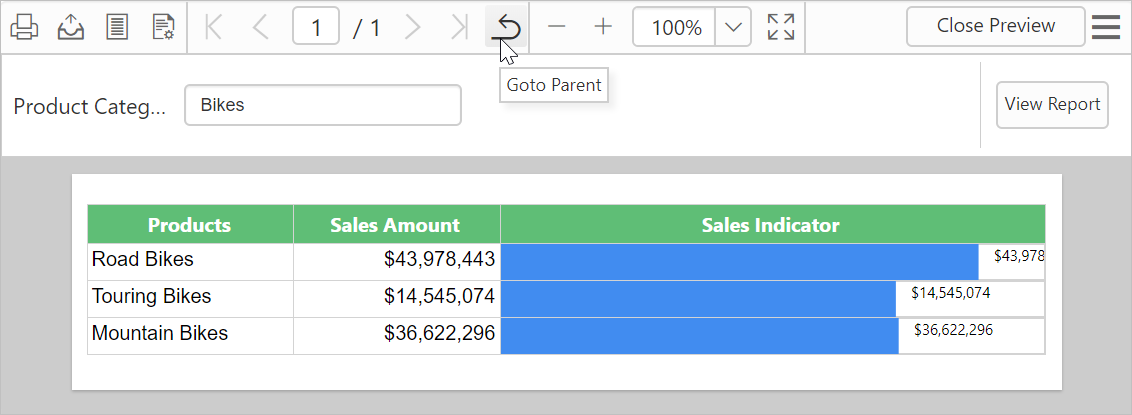 1 / 1 100% Close Preview
Goto Parent
Product Categ... Bikes View Report
Products Sales Amount Sales Indicator
Road Bikes $43,978,443 $43,978
Touring Bikes $14,545,074 $14,545,074
Mountain Bikes $36,622,296 $36,622,296